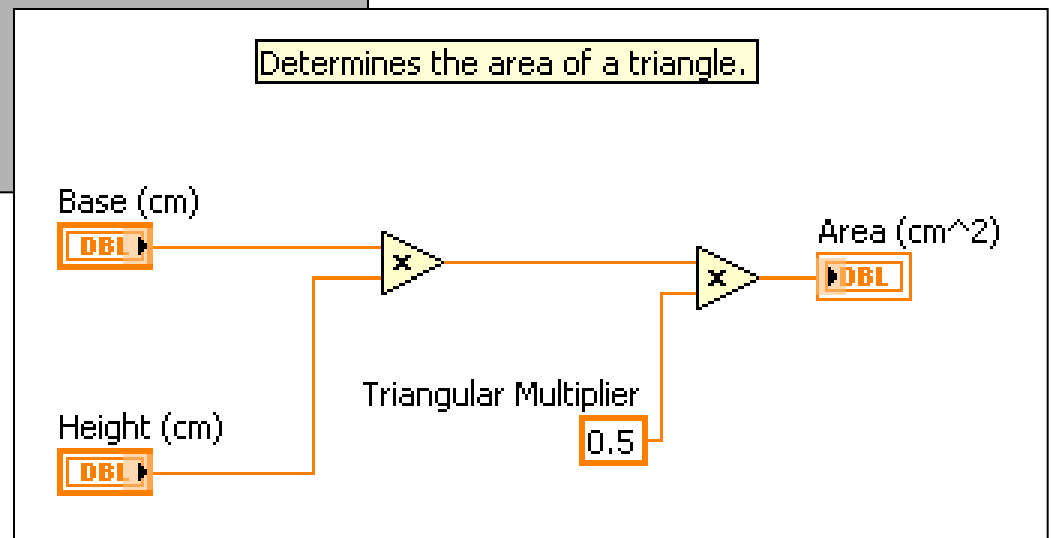 Determines the area of a triangle.
Base (cm)
DBL
x
x
Area (cm^2)
DBL
Triangular Multiplier
0.5
Height (cm)
DBL